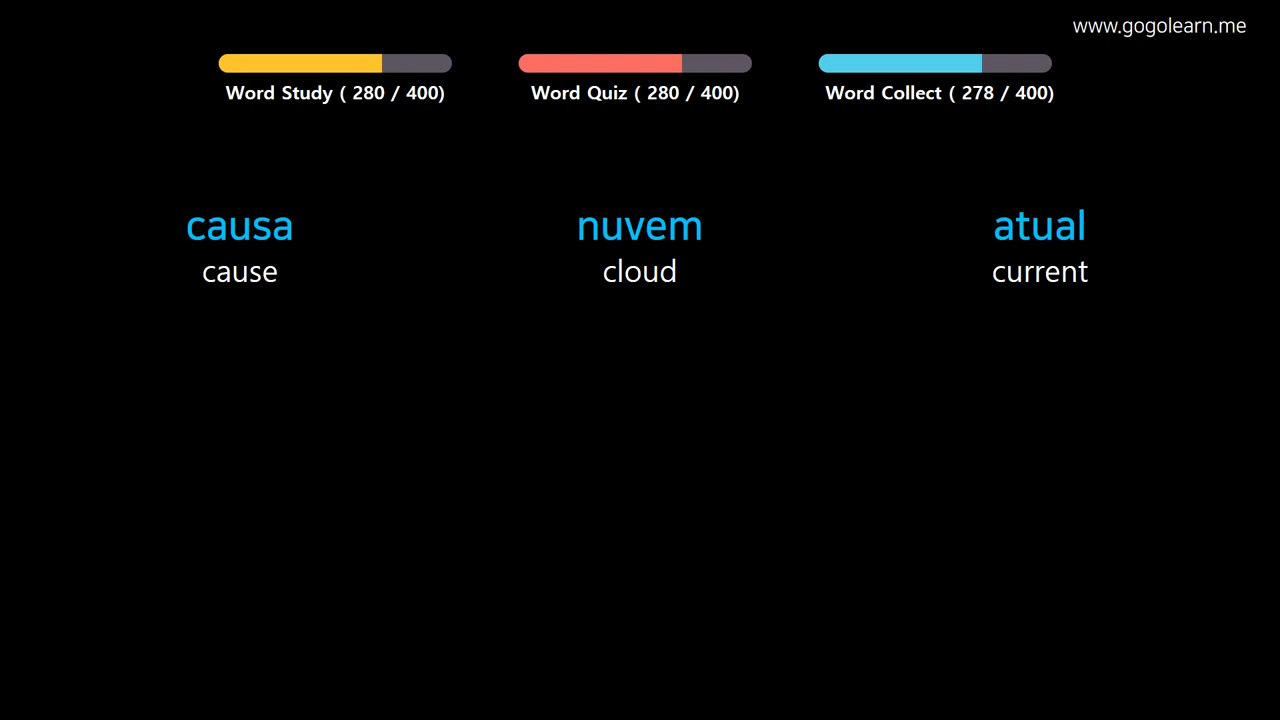 www.gogolearn.me
Word Study ( 280 / 400)
Word Quiz ( 280 / 400)
Word Collect ( 278 / 400)
causa
cause
nuvem
cloud
atual
current